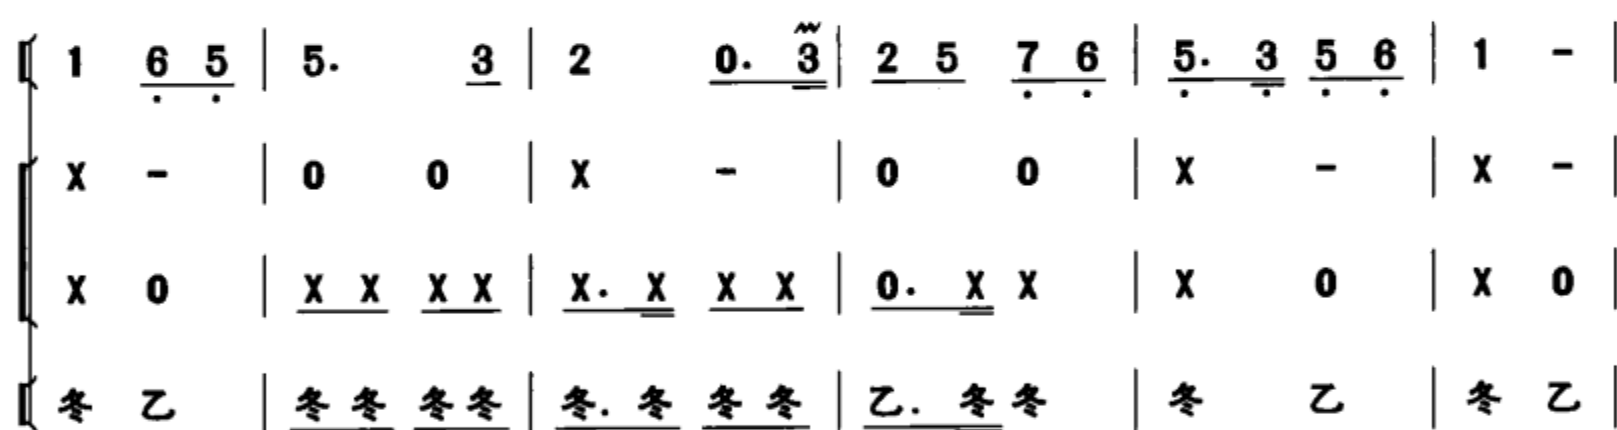 1 6 5 | 5. 3 | 2 0. 3 | 2 5 7 6 | 5. 3 5 6 | 1 - |
X - | 0 0 | X - | 0 0 | X - | X - |
X 0 | X X X X | X. X X X | 0. X X | X 0 | X 0 |
冬 乙 | 冬 冬 冬 冬 | 冬. 冬 冬 冬 | 乙. 冬 冬 | 冬 乙 | 冬 乙 |